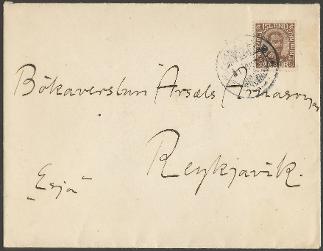 Bókaverslun Ársæls Árnasonar
Reykjavík.
"Esja"